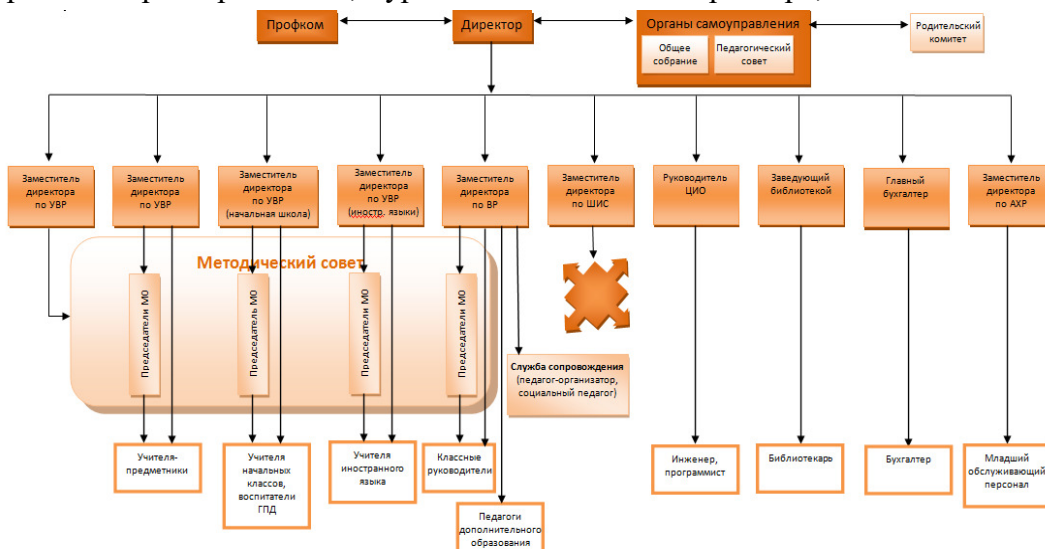 Профком
Директор
Органы самоуправления
Общее
собрание
Педагогический
совет
Родительский
комитет
Заместитель
директора
по УВР
Заместитель
директора
по УВР
Заместитель
директора
по УВР
(начальная школа)
Заместитель
директора
по УВР
(иностр. языки)
Заместитель
директора
по ВР
Заместитель
директора
по ШИС
Руководитель
ЦИО
Заведующий
библиотекой
Главный
бухгалтер
Заместитель
директора
по АХР
Методический совет
Председатели МО
Председатель МО
Председатели МО
Председатели МО
Служба сопровождения
(педагог-организатор,
социальный педагог)
Учителя-
предметники
Учителя
начальных
классов,
воспитатели
ГПД
Учителя
иностранного
языка
Классные
руководители
Педагоги
дополнительного
образования
Инженер,
программист
Библиотекарь
Бухгалтер
Младший
обслуживающий
персонал